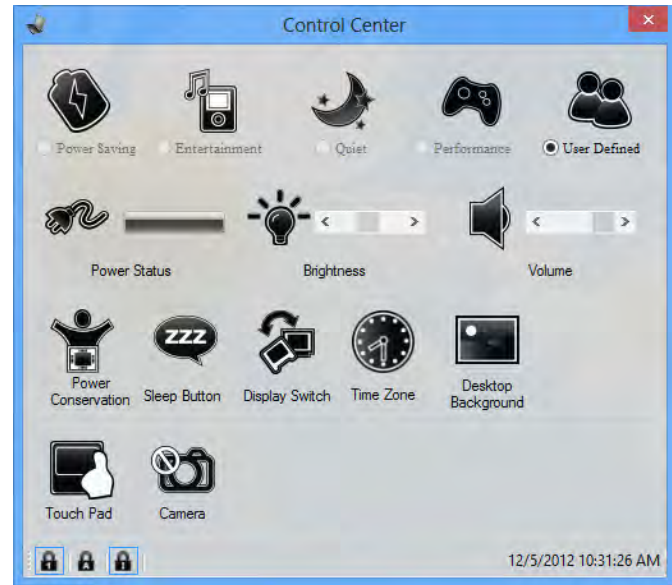 Control Center
Power Saving
Entertainment
Quiet
Performance
User Defined
Power Status
Brightness
Volume
zzz
Power
Conservation
Sleep Button
Display Switch
Time Zone
Desktop
Background
Touch Pad
Camera
12/5/2012 10:31:26 AM